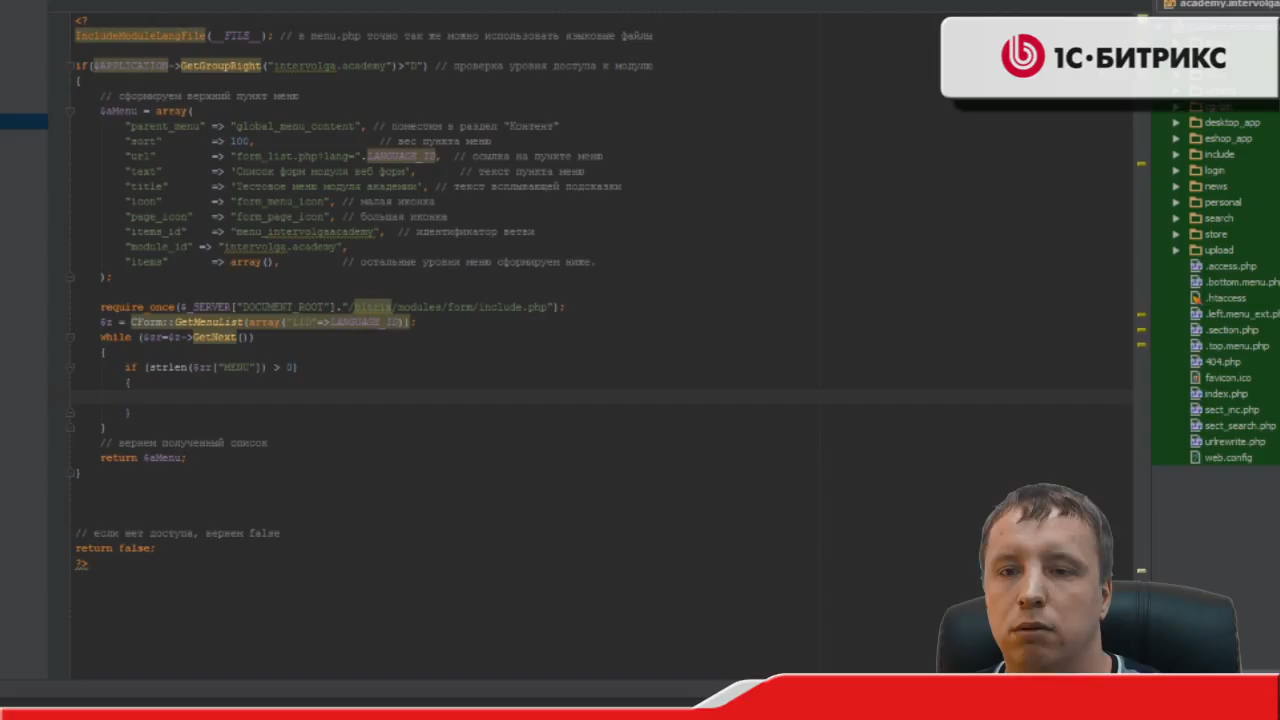 <?
IncludeModuleLangFile(__FILE__); // в menu.php точно так же можно использовать языковые файлы
if($APPLICATION->GetGroupRight("intervolga.academy")>"D") // проверка уровня доступа к модулю
{
// сформируем верхний пункт меню
$aMenu = array(
"parent_menu" => "global_menu_content", // поместим в раздел "Контент"
"sort" => 100, // вес пункта меню
"url" => "form_list.php?lang=".LANGUAGE_ID, // ссылка на пункте меню
"text" => 'Список форм модуля веб форм', // текст пункта меню
"title" => 'Тестовое меню модуля академии', // текст всплывающей подсказки
"icon" => "form_menu_icon", // малая иконка
"page_icon" => "form_page_icon", // большая иконка
"items_id" => "menu_intervolgaacademy", // идентификатор ветви
"module_id" => "intervolga.academy",
"items" => array(), // остальные уровни меню сформируем ниже.
);
require_once($_SERVER["DOCUMENT_ROOT"]."/bitrix/modules/form/include.php");
$z = CForm::GetMenuList(array("LID"=>LANGUAGE_ID));
while ($zr=$z->GetNext())
{
if (strlen($zr["MENU"]) > 0)
{
}
}
// вернем полученный список
return $aMenu;
}
// если нет доступа, вернем false
return false;
?>
academy.intervolga
1С·БИТРИКС
desktop_app
eshop_app
include
login
news
personal
search
store
upload
.access.php
.bottom.menu.ph
.htaccess
.left.menu_ext.ph
.section.php
.top.menu.php
404.php
favicon.ico
index.php
sect_inc.php
sect_search.php
urlrewrite.php
web.config